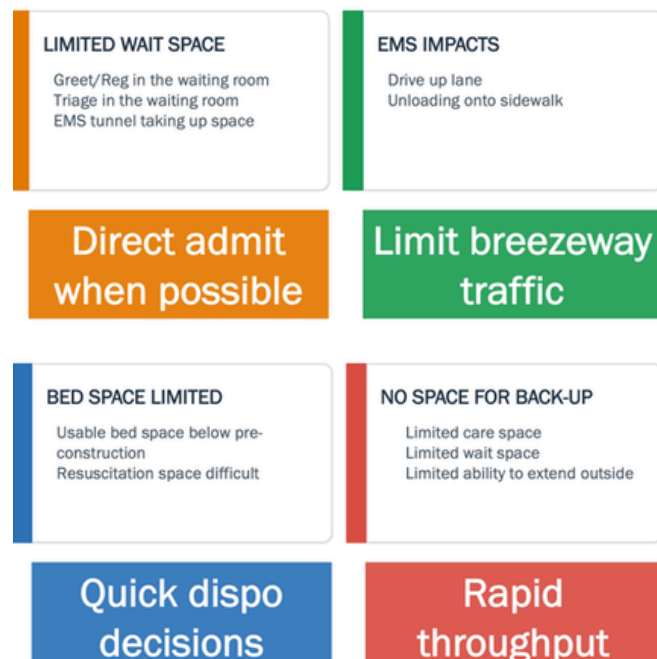 LIMITED WAIT SPACE
Greet/Reg in the waiting room
Triage in the waiting room
EMS tunnel taking up space
EMS IMPACTS
Drive up lane
Unloading onto sidewalk
Direct admit
when possible
Limit breezeway
traffic
BED SPACE LIMITED
Usable bed space below pre-
construction
Resuscitation space difficult
NO SPACE FOR BACK-UP
Limited care space
Limited wait space
Limited ability to extend outside
Quick dispo
decisions
Rapid
throughput